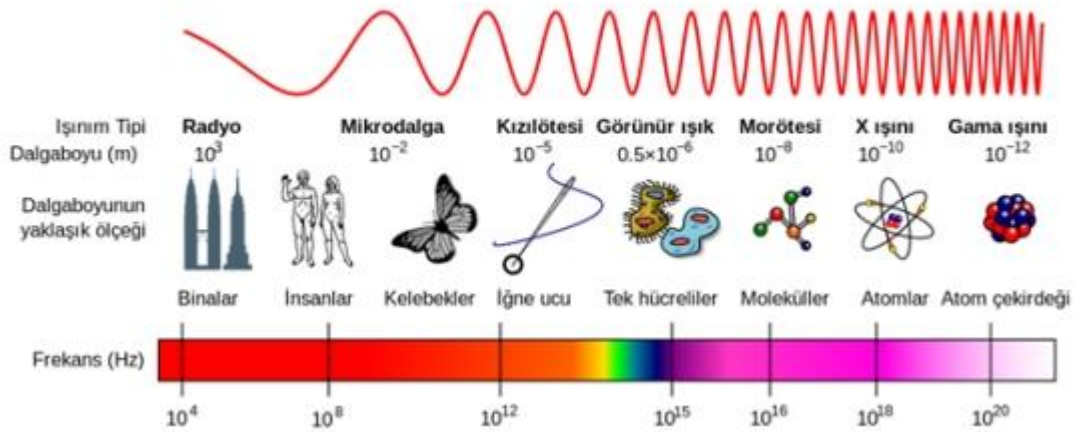 Işınım Tipi Radyo Mikrodalga Kızılötesi Görünür ışık Morötesi X ışını Gama ışını
Dalgaboyu (m) 10³ 10⁻² 10⁻⁵ 0.5×10⁻⁶ 10⁻⁸ 10⁻¹⁰ 10⁻¹²
Dalgaboyunun
yaklaşık ölçeği
Binalar İnsanlar Kelebekler İğne ucu Tek hücreliler Moleküller Atomlar Atom çekirdeği
Frekans (Hz)
10⁴ 10⁸ 10¹² 10¹⁵ 10¹⁶ 10¹⁸ 10²⁰